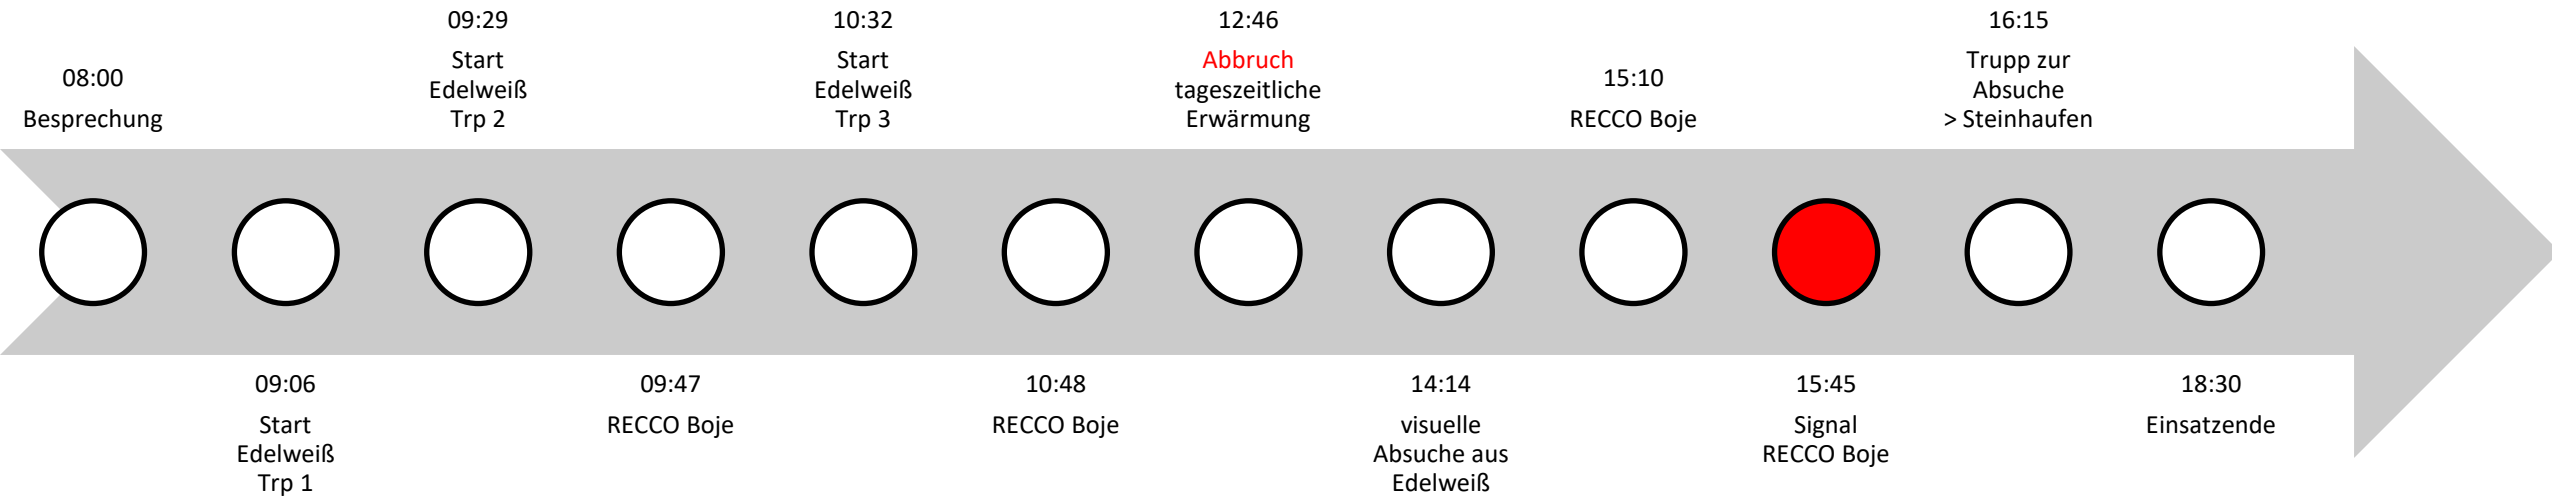 08:00
Besprechung
09:06
Start
Edelweiß
Trp 1
09:29
Start
Edelweiß
Trp 2
09:47
RECCO Boje
10:32
Start
Edelweiß
Trp 3
10:48
RECCO Boje
12:46
Abbruch
tageszeitliche
Erwärmung
14:14
visuelle
Absuche aus
Edelweiß
15:10
RECCO Boje
15:45
Signal
RECCO Boje
16:15
Trupp zur
Absuche
> Steinhaufen
18:30
Einsatzende